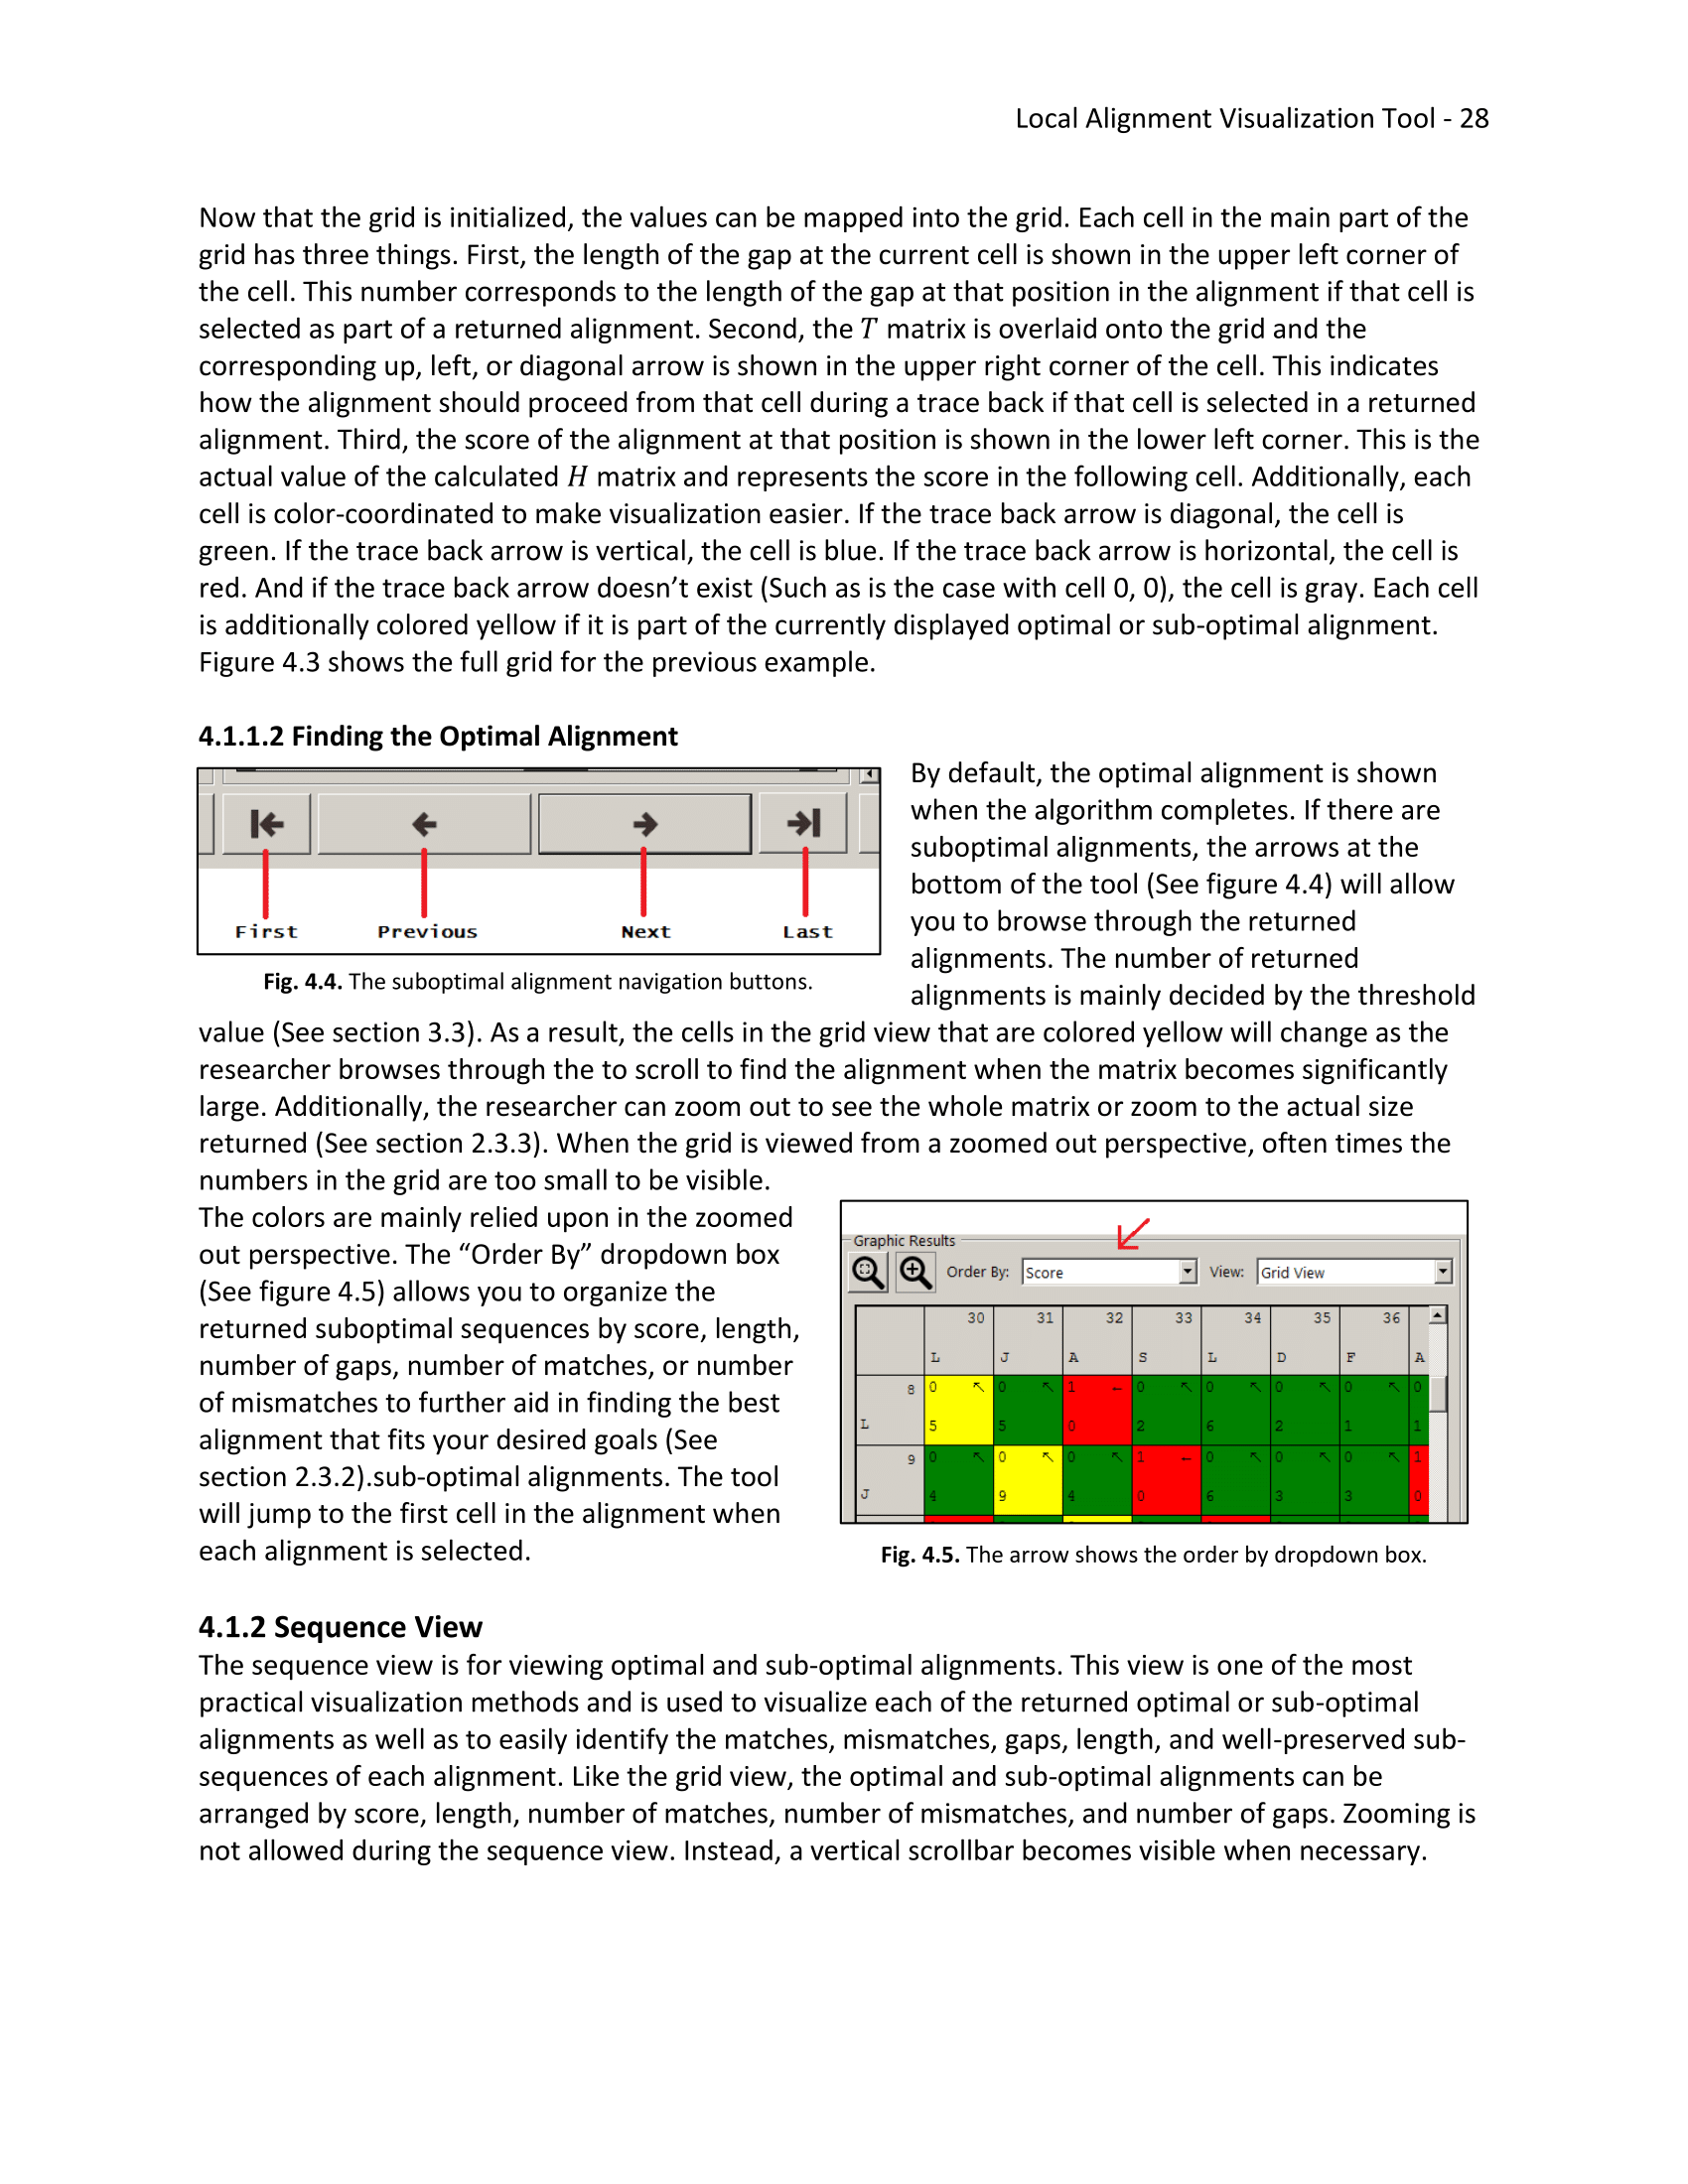 Local Alignment Visualization Tool - 28
Now that the grid is initialized, the values can be mapped into the grid. Each cell in the main part of the
grid has three things. First, the length of the gap at the current cell is shown in the upper left corner of
the cell. This number corresponds to the length of the gap at that position in the alignment if that cell is
selected as part of a returned alignment. Second, the T matrix is overlaid onto the grid and the
corresponding up, left, or diagonal arrow is shown in the upper right corner of the cell. This indicates
how the alignment should proceed from that cell during a trace back if that cell is selected in a returned
alignment. Third, the score of the alignment at that position is shown in the lower left corner. This is the
actual value of the calculated H matrix and represents the score in the following cell. Additionally, each
cell is color-coordinated to make visualization easier. If the trace back arrow is diagonal, the cell is
green. If the trace back arrow is vertical, the cell is blue. If the trace back arrow is horizontal, the cell is
red. And if the trace back arrow doesn’t exist (Such as is the case with cell 0, 0), the cell is gray. Each cell
is additionally colored yellow if it is part of the currently displayed optimal or sub-optimal alignment.
Figure 4.3 shows the full grid for the previous example.
4.1.1.2 Finding the Optimal Alignment
First Previous Next Last
Fig. 4.4. The suboptimal alignment navigation buttons.
By default, the optimal alignment is shown
when the algorithm completes. If there are
suboptimal alignments, the arrows at the
bottom of the tool (See figure 4.4) will allow
you to browse through the returned
alignments. The number of returned
alignments is mainly decided by the threshold
value (See section 3.3). As a result, the cells in the grid view that are colored yellow will change as the
researcher browses through the to scroll to find the alignment when the matrix becomes significantly
large. Additionally, the researcher can zoom out to see the whole matrix or zoom to the actual size
returned (See section 2.3.3). When the grid is viewed from a zoomed out perspective, often times the
numbers in the grid are too small to be visible.
The colors are mainly relied upon in the zoomed
out perspective. The “Order By” dropdown box
(See figure 4.5) allows you to organize the
returned suboptimal sequences by score, length,
number of gaps, number of matches, or number
of mismatches to further aid in finding the best
alignment that fits your desired goals (See
section 2.3.2).sub-optimal alignments. The tool
will jump to the first cell in the alignment when
each alignment is selected.
Graphic Results
Order By: Score View: Grid View
30 31 32 33 34 35 36
L J A S L D F A
8 0 ↖ 0 ↖ 1 ← 0 ↖ 0 ↖ 0 ↖ 0 ↖ 0
L 5 5 0 2 6 2 1 1
9 0 ↖ 0 ↖ 0 ↖ 1 ← 0 ↖ 0 ↖ 0 ↖ 1
J 4 9 4 0 6 3 3 0
Fig. 4.5. The arrow shows the order by dropdown box.
4.1.2 Sequence View
The sequence view is for viewing optimal and sub-optimal alignments. This view is one of the most
practical visualization methods and is used to visualize each of the returned optimal or sub-optimal
alignments as well as to easily identify the matches, mismatches, gaps, length, and well-preserved sub-
sequences of each alignment. Like the grid view, the optimal and sub-optimal alignments can be
arranged by score, length, number of matches, number of mismatches, and number of gaps. Zooming is
not allowed during the sequence view. Instead, a vertical scrollbar becomes visible when necessary.